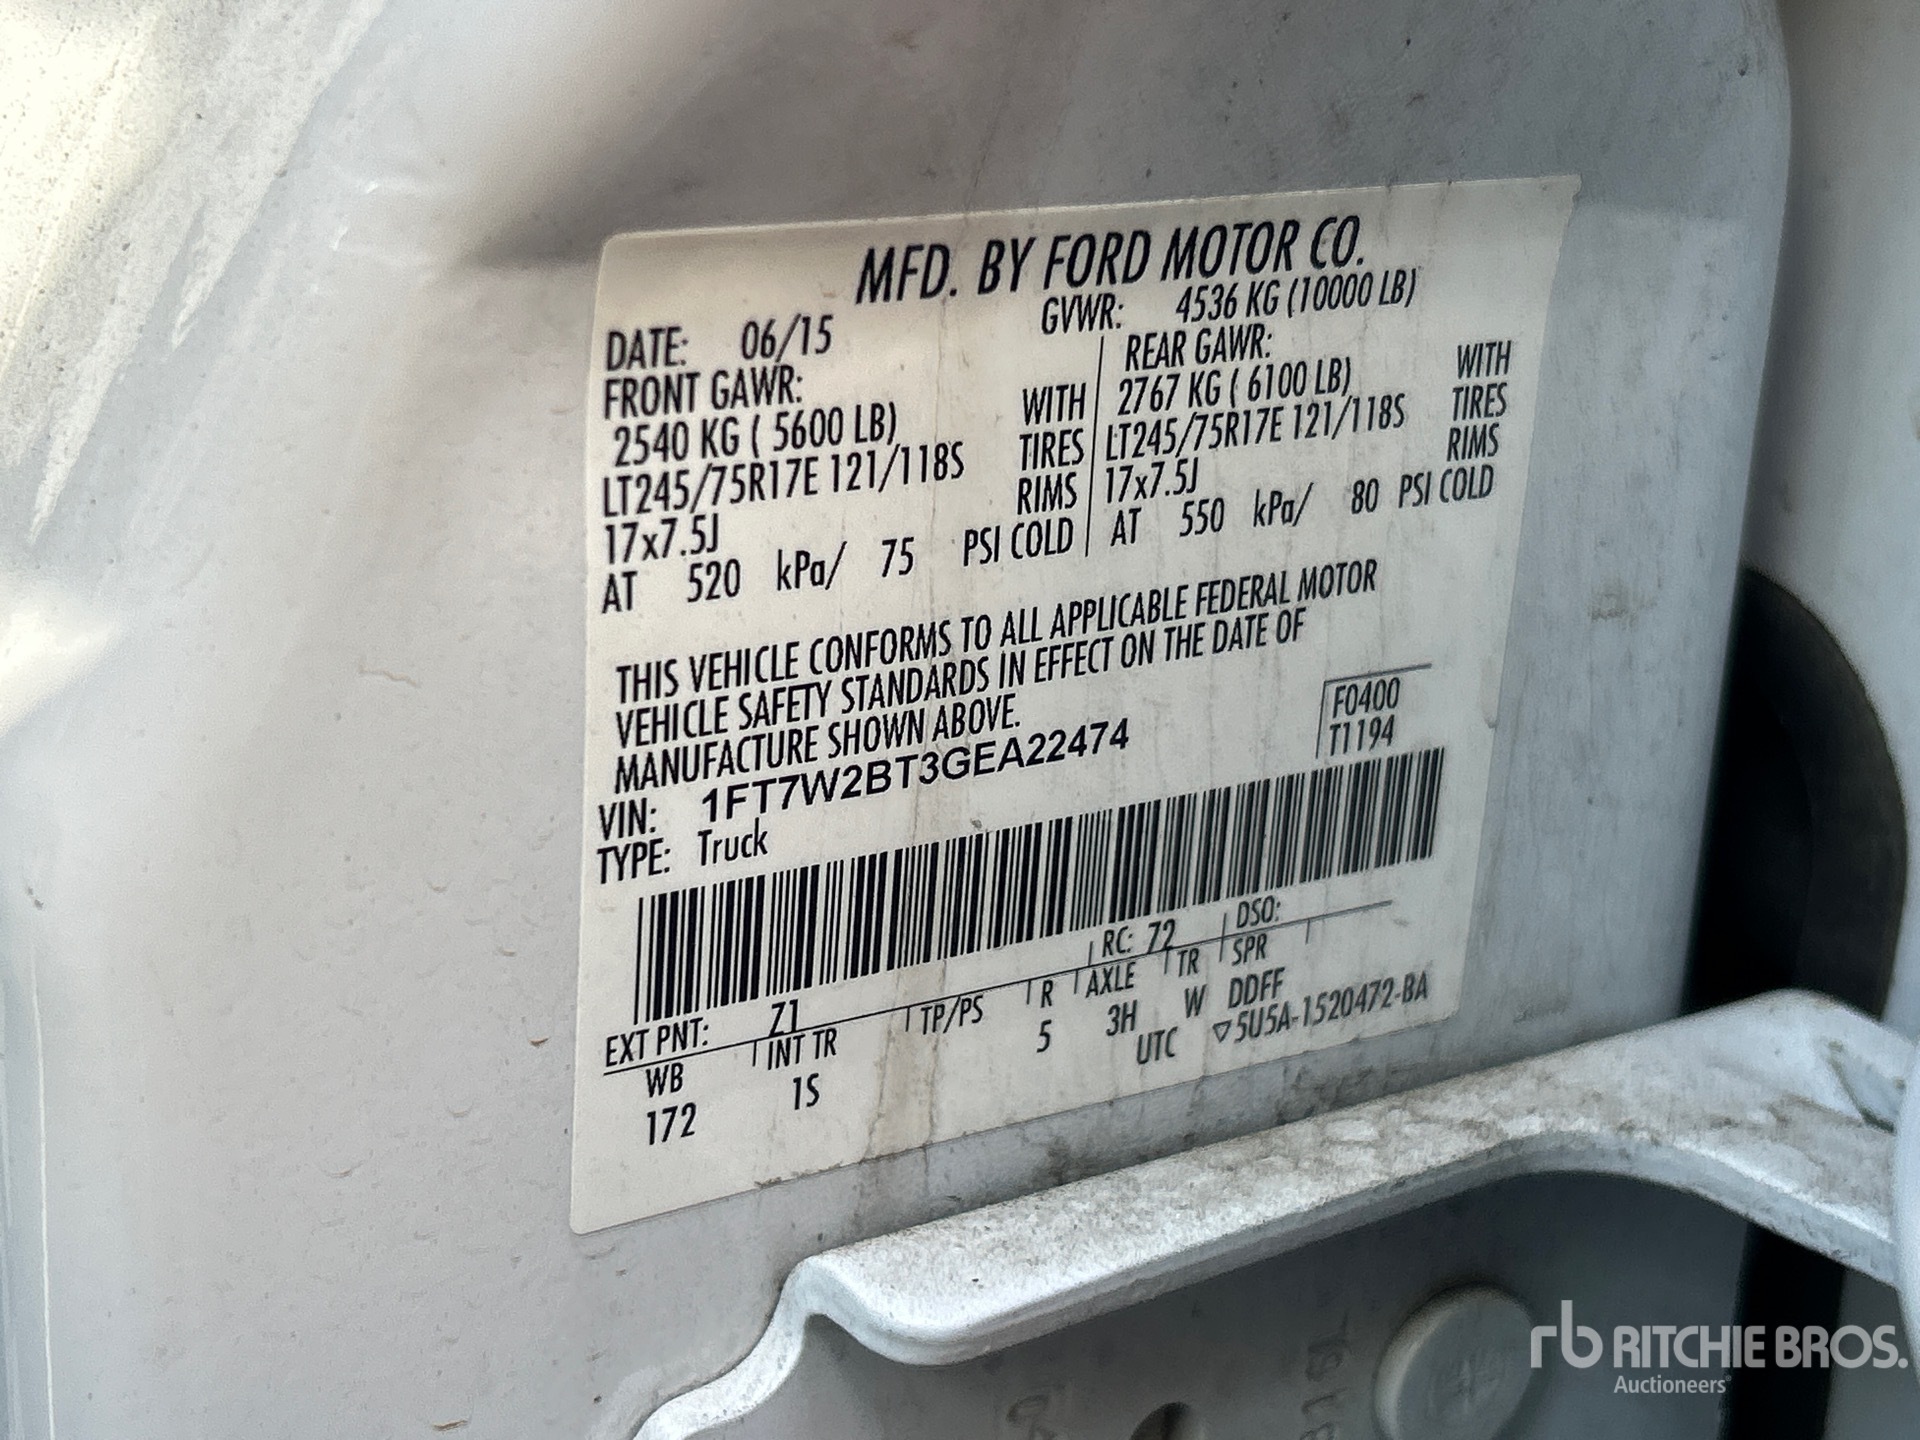 MFD. BY FORD MOTOR CO.
DATE: 06/15 GVWR: 4536 KG (10000 LB)
FRONT GAWR: REAR GAWR:
2540 KG ( 5600 LB) WITH 2767 KG ( 6100 LB) WITH
LT245/75R17E 121/118S TIRES LT245/75R17E 121/118S TIRES
17x7.5J RIMS 17x7.5J RIMS
AT 520 kPa/ 75 PSI COLD AT 550 kPa/ 80 PSI COLD
THIS VEHICLE CONFORMS TO ALL APPLICABLE FEDERAL MOTOR
VEHICLE SAFETY STANDARDS IN EFFECT ON THE DATE OF
MANUFACTURE SHOWN ABOVE.
F0400
VIN: 1FT7W2BT3GEA22474 T1194
TYPE: Truck
EXT PNT: Z1 RC: 72 DSO:
WB INT TR TP/PS R AXLE TR SPR
172 1S 5 3H W DDFF
UTC ▽5U5A-1520472-BA
rb RITCHIE BROS.
Auctioneers